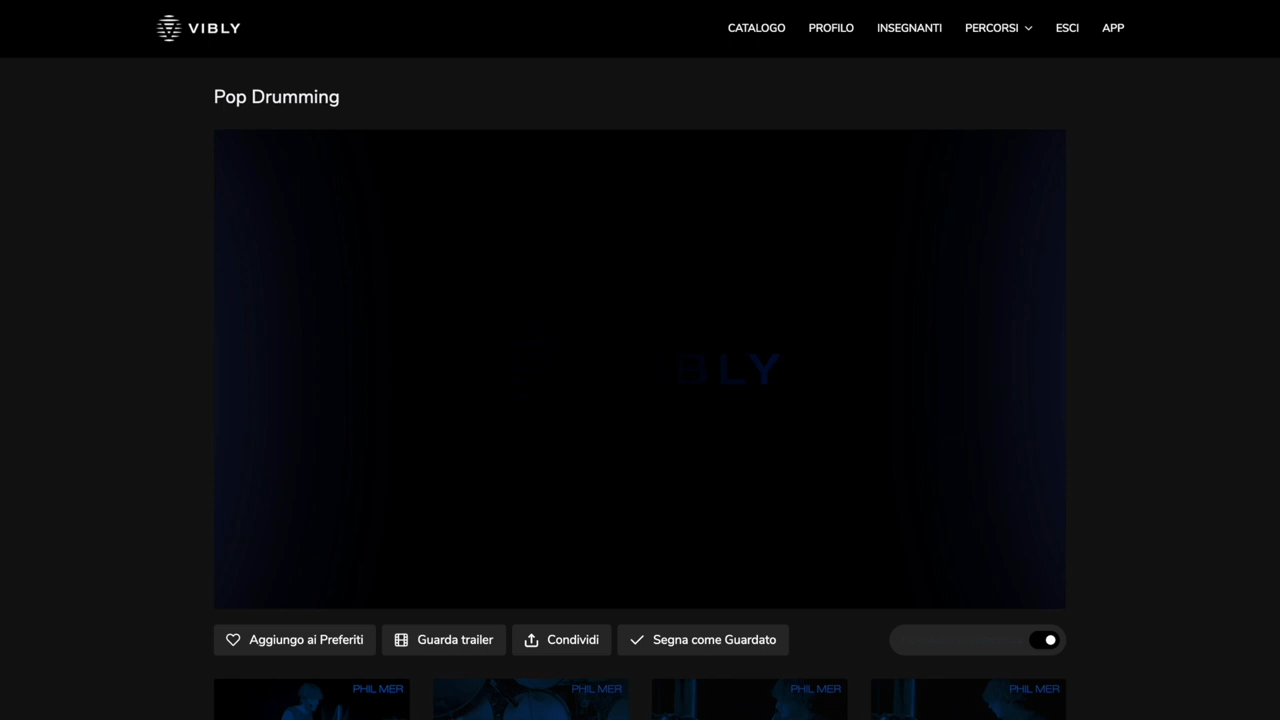 VIBLY
CATALOGO PROFILO INSEGNANTI PERCORSI ESCI APP
Pop Drumming
BLY
Aggiungo ai Preferiti Guarda trailer Condividi Segna come Guardato
PHIL MER PHIL MER PHIL MER PHIL MER